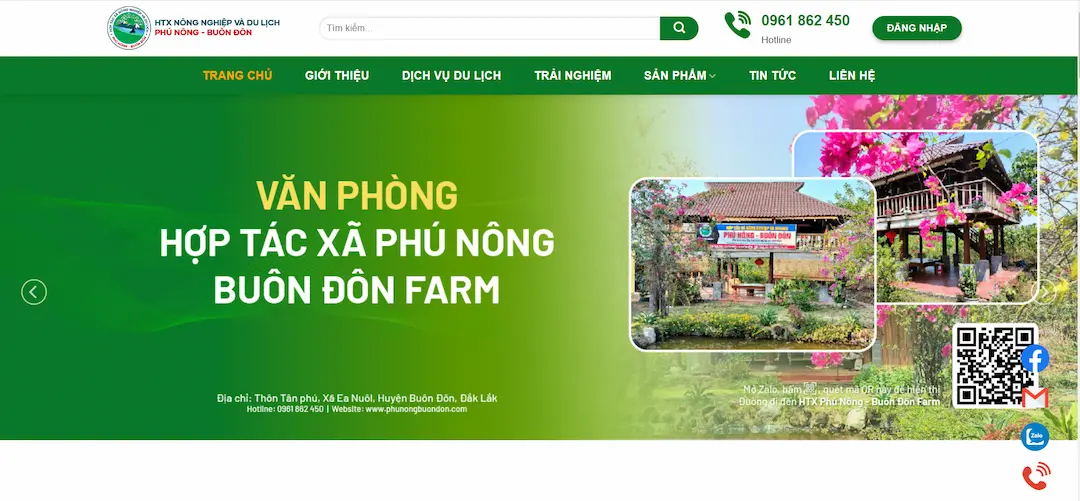 HTX NÔNG NGHIỆP VÀ DU LỊCH
PHÚ NÔNG - BUÔN ĐÔN
Tìm kiếm...
0961 862 450
Hotline
ĐĂNG NHẬP
TRANG CHỦ
GIỚI THIỆU
DỊCH VỤ DU LỊCH
TRẢI NGHIỆM
SẢN PHẨM
TIN TỨC
LIÊN HỆ
VĂN PHÒNG
HỢP TÁC XÃ PHÚ NÔNG
BUÔN ĐÔN FARM
PHÚ NÔNG - BUÔN ĐÔN
Địa chỉ: Thôn Tân phú, Xã Ea Nuôl, Huyện Buôn Đôn, Đắk Lắk
Hotline: 0961 862 450 | Website: www.phunongbuondon.com
Mở Zalo, bấm , quét mã QR này để hiển thị
Đường đi đến HTX Phú Nông - Buôn Đôn Farm
Zalo